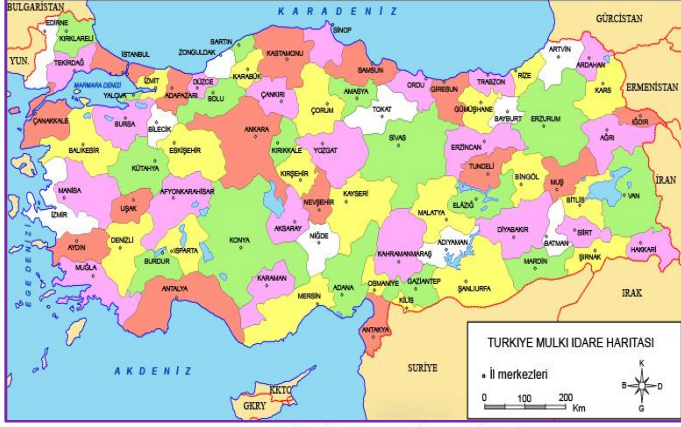 BULGARİSTAN
KARADENİZ
GÜRCİSTAN
EDİRNE
KIRKLARELİ
TEKİRDAĞ
YUN.
İSTANBUL
MARMARA DENİZİ
YALOVA
İZMİT
ADAPAZARI
DÜZCE
BOLU
ZONGULDAK
BARTIN
KARABÜK
KASTAMONU
SİNOP
ÇANKIRI
SAMSUN
ÇORUM
AMASYA
TOKAT
ORDU
GİRESUN
TRABZON
GÜMÜŞHANE
RİZE
BAYBURT
ARTVİN
ARDAHAN
KARS
ERMENİSTAN
IĞDIR
AĞRI
ERZURUM
ERZİNCAN
SİVAS
ÇANAKKALE
BALIKESİR
BURSA
BİLECİK
ESKİŞEHİR
KÜTAHYA
ANKARA
KIRIKKALE
YOZGAT
KIRŞEHİR
NEVŞEHİR
KAYSERİ
MALATYA
TUNCELİ
ELAZIĞ
BİNGÖL
MUŞ
BİTLİS
VAN
İRAN
MANİSA
İZMİR
UŞAK
AFYONKARAHİSAR
AYDIN
DENİZLİ
MUĞLA
BURDUR
ISPARTA
KONYA
AKSARAY
NİĞDE
KARAMAN
ANTALYA
MERSİN
ADANA
KAHRAMANMARAŞ
ADIYAMAN
DİYABAKIR
BATMAN
SİİRT
MARDİN
ŞIRNAK
HAKKARİ
OSMANİYE
GAZİANTEP
KİLİS
ŞANLIURFA
ANTAKYA
EGE DENİZİ
AKDENİZ
KKTC
GKRY
SURİYE
IRAK
TURKIYE MULKI IDARE HARITASI
İl merkezleri
0 100 200
Km
K
B D
G